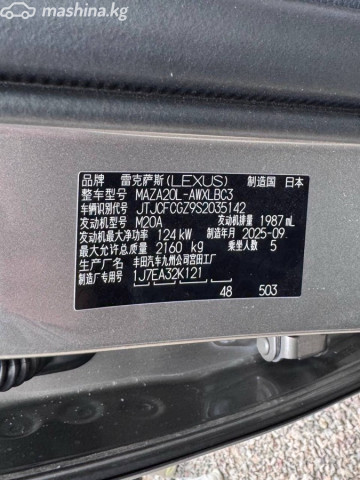 mashina.kg
品牌 雷克萨斯(LEXUS) 制造国 日本
整车型号 MAZA20L-AWXLBC3
车辆识别代号 JTJCFCGZ9S2035142
发动机型号 M20A 发动机排量 1987 mL
发动机最大净功率 124 kW 制造年月 2025-09
最大允许总质量 2160 kg 乘坐人数 5
生产厂名 丰田汽车九州公司宫田工厂
制造厂专用号 1J7EA32K121
48 503